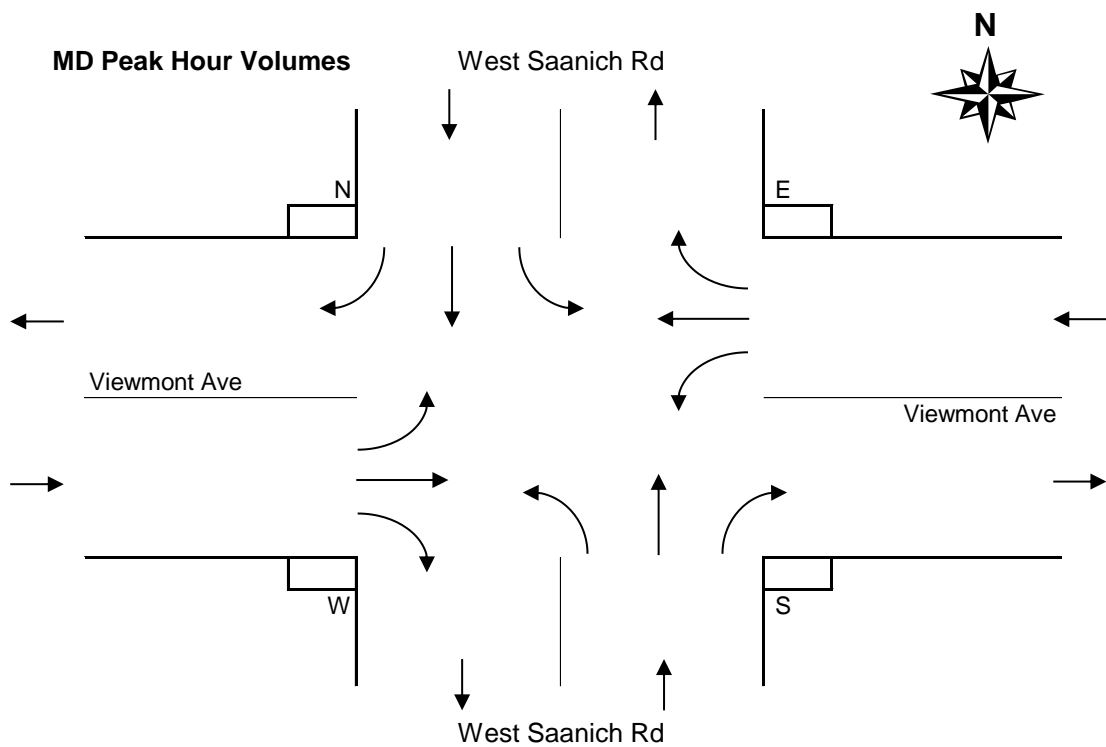 N
MD Peak Hour Volumes West Saanich Rd
N E
Viewmont Ave
Viewmont Ave
W S
West Saanich Rd